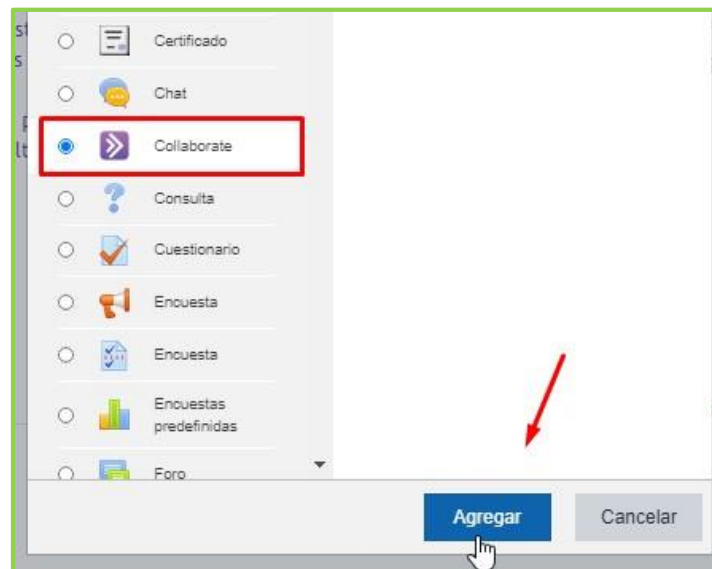 Certificado
Chat
Collaborate
Consulta
Cuestionario
Encuesta
Encuesta
Encuestas
predefinidas
Foro
Agregar
Cancelar